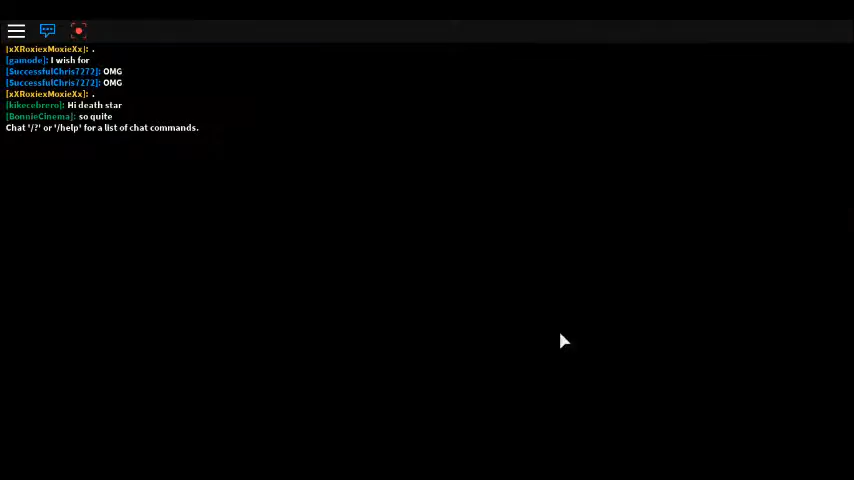 [xXRoxiexMoxieXx]: .
[gamode]: I wish for
[SuccessfulChris7272]: OMG
[SuccessfulChris7272]: OMG
[xXRoxiexMoxieXx]: .
[kikecebrero]: Hi death star
[BonnieCinema]: so quite
Chat '/?' or '/help' for a list of chat commands.